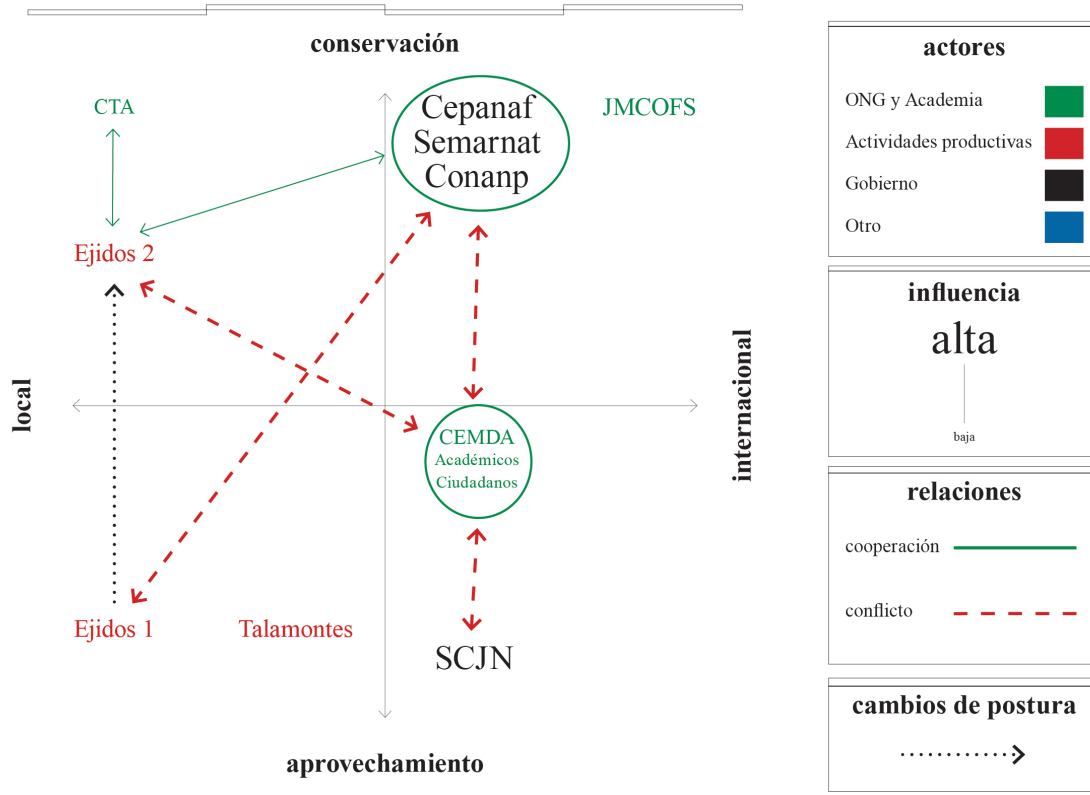 conservación
CTA
Cepanaf
Semarnat
Conanp
JMCOFS
Ejidos 2
local
internacional
CEMDA
Académicos
Ciudadanos
Ejidos 1
Talamontes
SCJN
aprovechamiento
actores
ONG y Academia
Actividades productivas
Gobierno
Otro
influencia
alta
baja
relaciones
cooperación
conflicto
cambios de postura